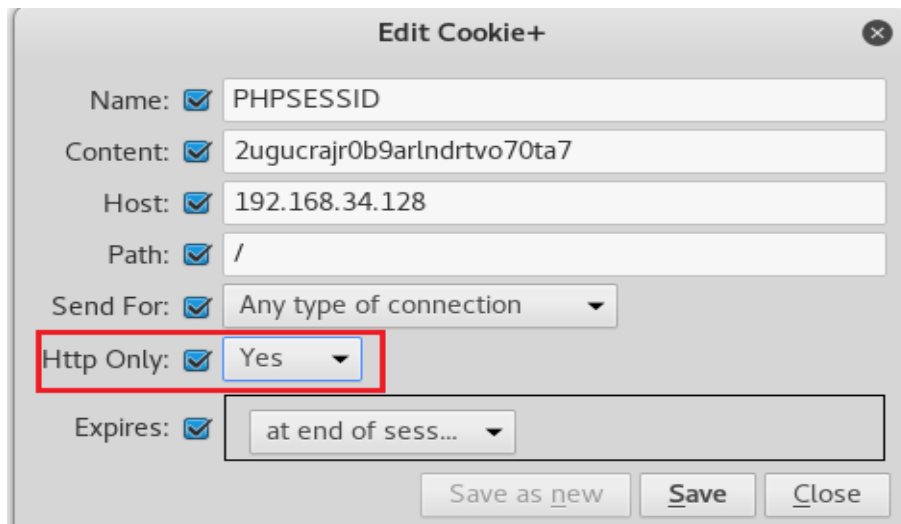 Edit Cookie+
Name: PHPSESSID
Content: 2ugucrajr0b9arlndrtvo70ta7
Host: 192.168.34.128
Path: /
Send For: Any type of connection
Http Only: Yes
Expires: at end of sess...
Save as new Save Close